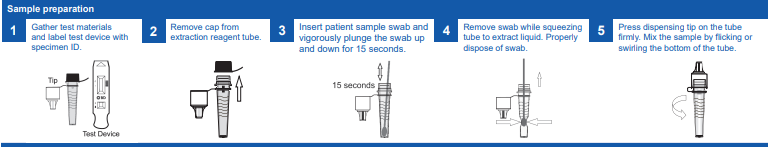 Sample preparation
1
Gather test materials
and label test device with
specimen ID.
Tip
Test Device
2
Remove cap from
extraction reagent tube.
3
Insert patient sample swab and
vigorously plunge the swab up
and down for 15 seconds.
15 seconds
4
Remove swab while squeezing
tube to extract liquid. Properly
dispose of swab.
5
Press dispensing tip on the tube
firmly. Mix the sample by flicking or
swirling the bottom of the tube.